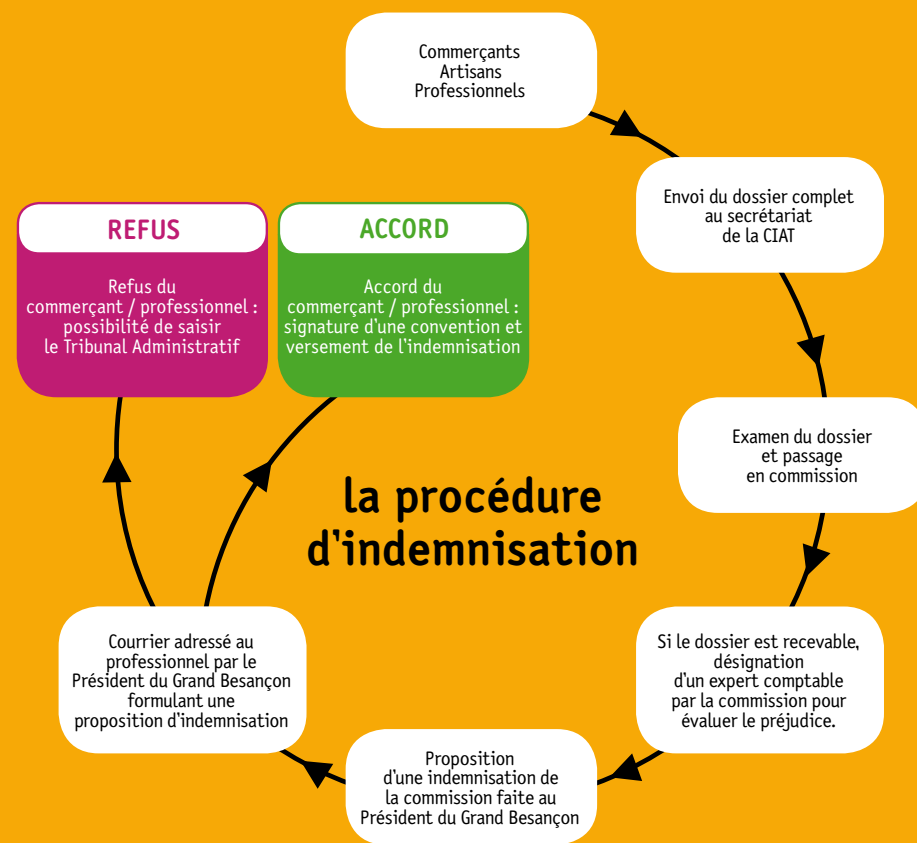 Commerçants
Artisans
Professionnels
Envoi du dossier complet
au secrétariat
de la CIAT
REFUS
Refus du
commerçant / professionnel :
possibilité de saisir
le Tribunal Administratif
ACCORD
Accord du
commerçant / professionnel :
signature d'une convention et
versement de l'indemnisation
Examen du dossier
et passage
en commission
la procédure
d'indemnisation
Si le dossier est recevable,
désignation
d'un expert comptable
par la commission pour
évaluer le préjudice.
Courrier adressé au
professionnel par le
Président du Grand Besançon
formulant une
proposition d'indemnisation
Proposition
d'une indemnisation de
la commission faite au
Président du Grand Besançon